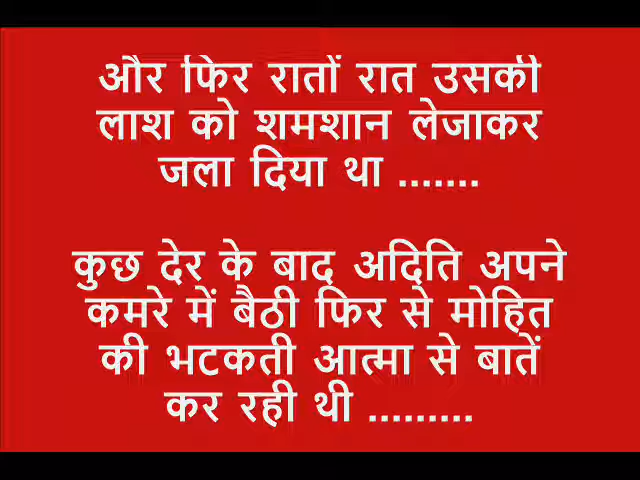 और फिर रातों रात उसकी
लाश को शमशान लेजाकर
जला दिया था .......
कुछ देर के बाद अदिति अपने
कमरे में बैठी फिर से मोहित
की भटकती आत्मा से बातें
कर रही थी .........